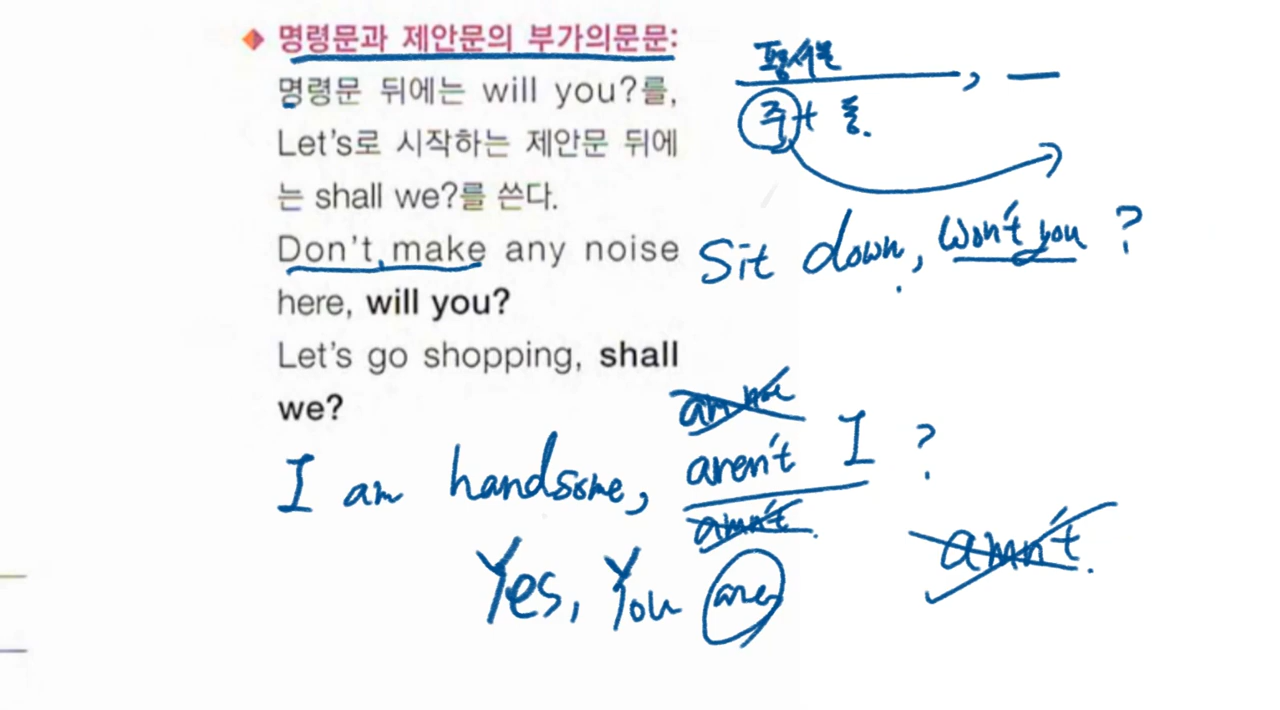 명령문과 제안문의 부가의문문:
명령문 뒤에는 will you?를,
Let's로 시작하는 제안문 뒤에
는 shall we?를 쓴다.
Don't make any noise
here, will you?
Let's go shopping, shall
we?
평서문
, —
주+동.
Sit down, won't you ?
am not
I am handsome, aren't I ?
amn't.
amn't.
Yes, You are